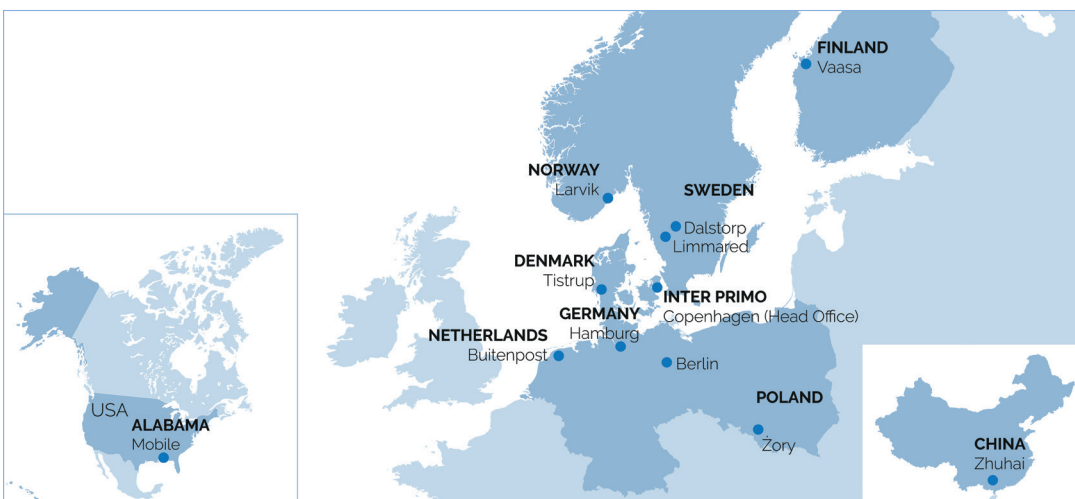 FINLAND
Vaasa
NORWAY
Larvik
SWEDEN
Dalstorp
Limmared
DENMARK
Tistrup
INTER PRIMO
Copenhagen (Head Office)
GERMANY
Hamburg
NETHERLANDS
Buitenpost
Berlin
POLAND
Żory
USA
ALABAMA
Mobile
CHINA
Zhuhai